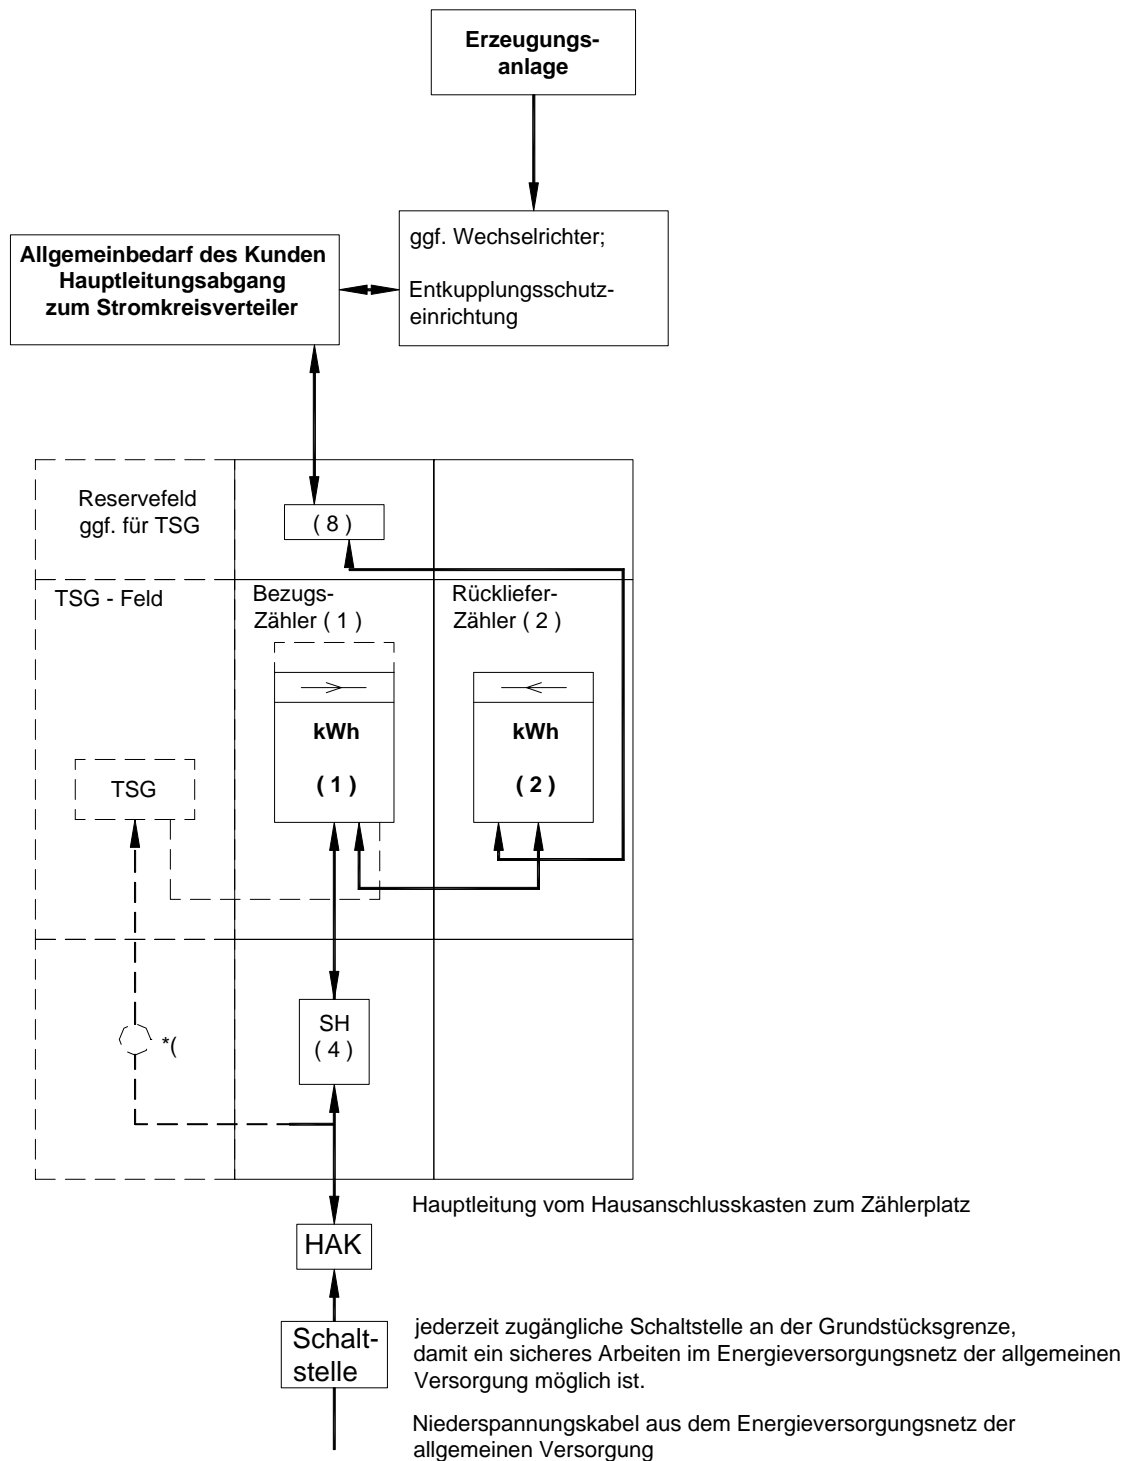 Erzeugungs-
anlage
ggf. Wechselrichter;
Entkupplungsschutz-
einrichtung
Allgemeinbedarf des Kunden
Hauptleitungsabgang
zum Stromkreisverteiler
Reservefeld
ggf. für TSG
( 8 )
TSG - Feld
Bezugs-
Zähler ( 1 )
Rückliefer-
Zähler ( 2 )
kWh
( 1 )
kWh
( 2 )
TSG
SH
( 4 )
*(
Hauptleitung vom Hausanschlusskasten zum Zählerplatz
HAK
Schalt-
stelle
jederzeit zugängliche Schaltstelle an der Grundstücksgrenze,
damit ein sicheres Arbeiten im Energieversorgungsnetz der allgemeinen
Versorgung möglich ist.
Niederspannungskabel aus dem Energieversorgungsnetz der
allgemeinen Versorgung